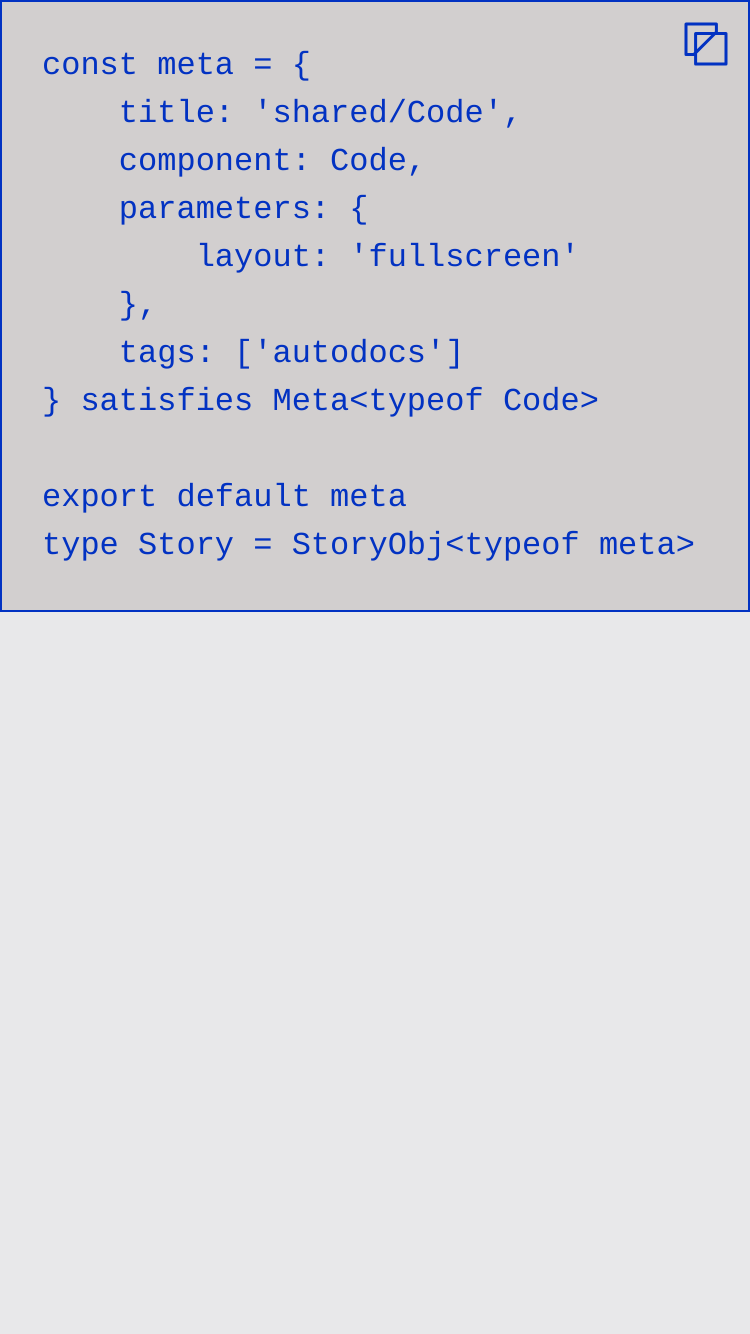 const meta = {
    title: 'shared/Code',
    component: Code,
    parameters: {
        layout: 'fullscreen'
    },
    tags: ['autodocs']
} satisfies Meta<typeof Code>

export default meta
type Story = StoryObj<typeof meta>